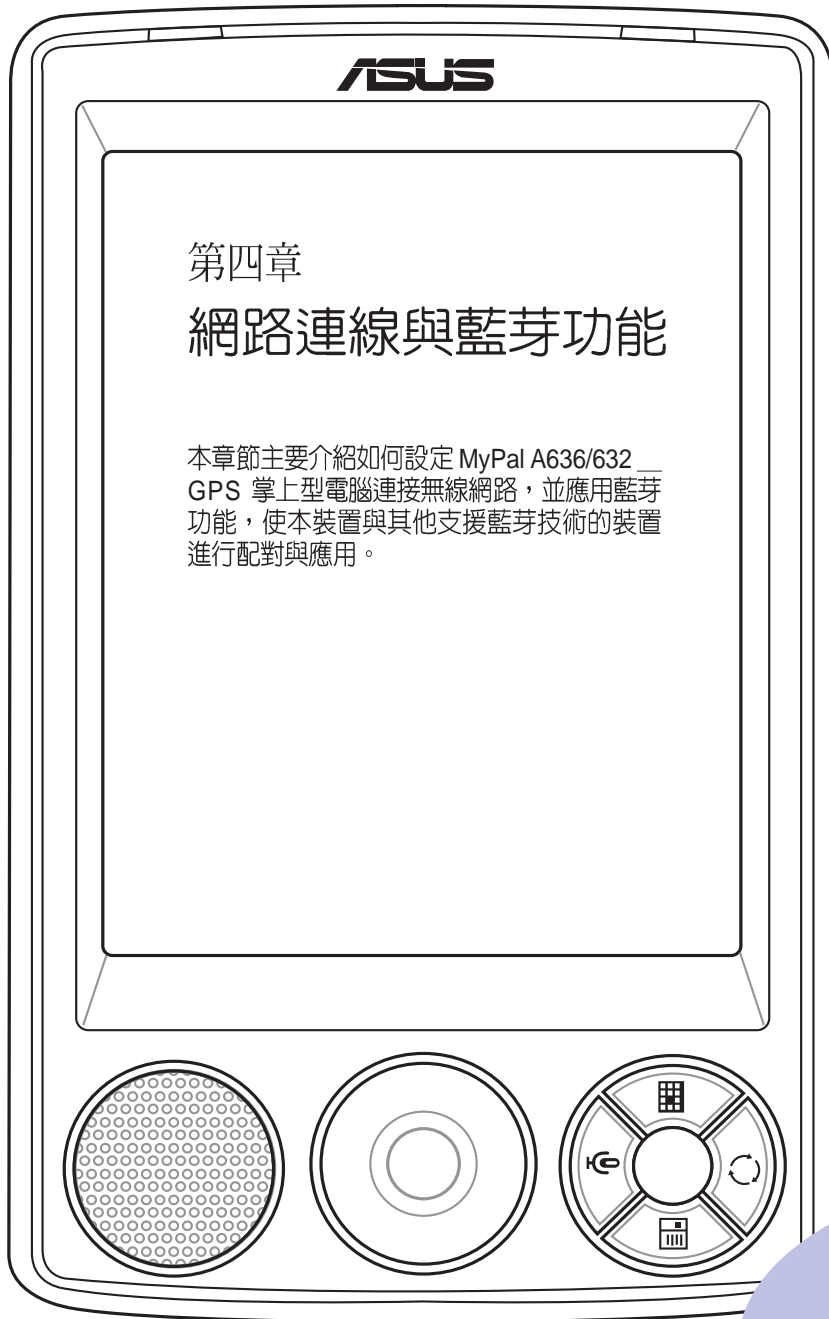 ASUS
第四章
網路連線與藍芽功能
本章節主要介紹如何設定 MyPal A636/632 __
GPS 掌上型電腦連接無線網路，並應用藍芽
功能，使本裝置與其他支援藍芽技術的裝置
進行配對與應用。